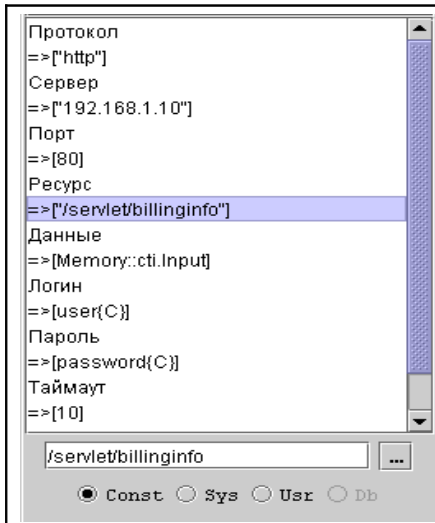 Протокол
=>["http"]
Сервер
=>["192.168.1.10"]
Порт
=>[80]
Ресурс
=>["/servlet/billinginfo"]
Данные
=>[Memory::cti.Input]
Логин
=>[user{C}]
Пароль
=>[password{C}]
Таймаут
=>[10]
/servlet/billinginfo ...
Const Sys Usr Db